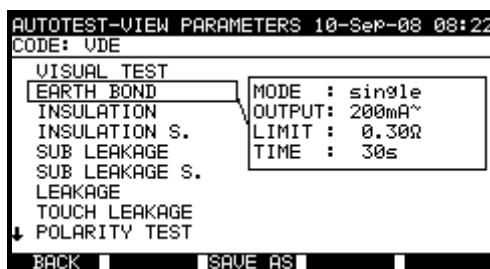 AUTOTEST-VIEW PARAMETERS 10-Sep-08 08:22
CODE: VDE
VISUAL TEST
EARTH BOND
INSULATION
INSULATION S.
SUB LEAKAGE
SUB LEAKAGE S.
LEAKAGE
TOUCH LEAKAGE
POLARITY TEST
MODE : single
OUTPUT: 200mA~
LIMIT : 0.30Ω
TIME : 30s
BACK
SAVE AS